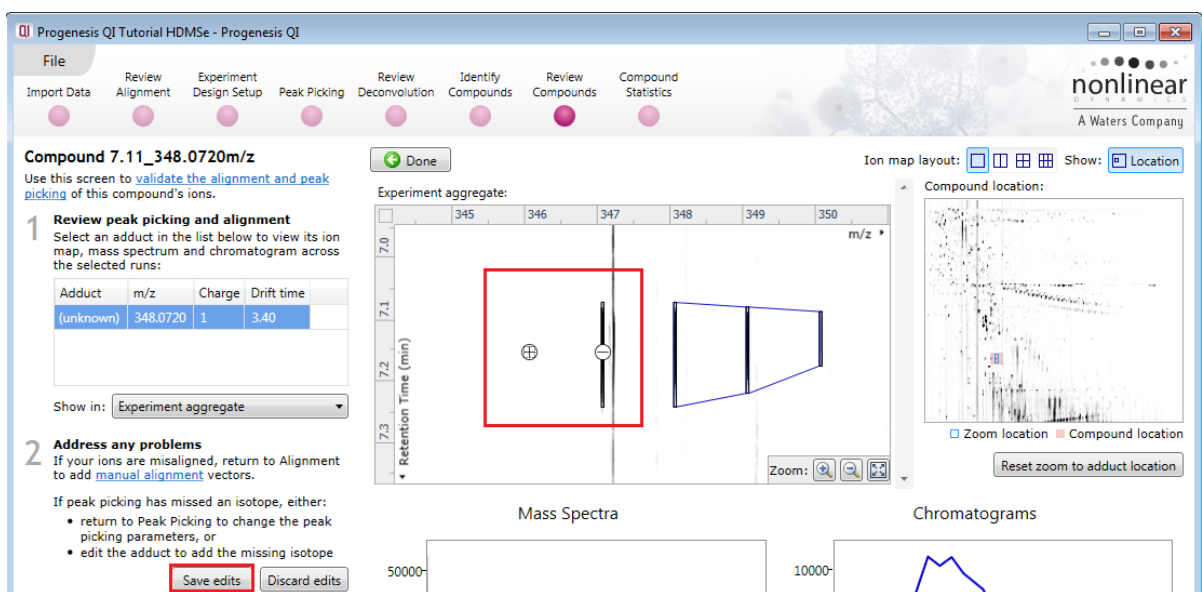 QI Progenesis QI Tutorial HDMSe - Progenesis QI
File
Import Data
Review Alignment
Experiment Design Setup
Peak Picking
Review Deconvolution
Identify Compounds
Review Compounds
Compound Statistics
nonlinear
DYNAMICS
A Waters Company
Compound 7.11_348.0720m/z
Use this screen to validate the alignment and peak
picking of this compound's ions.
1 Review peak picking and alignment
Select an adduct in the list below to view its ion
map, mass spectrum and chromatogram across
the selected runs:
Adduct m/z Charge Drift time
(unknown) 348.0720 1 3.40
Show in: Experiment aggregate
2 Address any problems
If your ions are misaligned, return to Alignment
to add manual alignment vectors.
If peak picking has missed an isotope, either:
• return to Peak Picking to change the peak
picking parameters, or
• edit the adduct to add the missing isotope
Save edits Discard edits
Done
Ion map layout: Show: Location
Experiment aggregate:
345 346 347 348 349 350
m/z
7.0
7.1
7.2
7.3
Retention Time (min)
Zoom:
Compound location:
Zoom location Compound location
Reset zoom to adduct location
Mass Spectra
50000
Chromatograms
10000